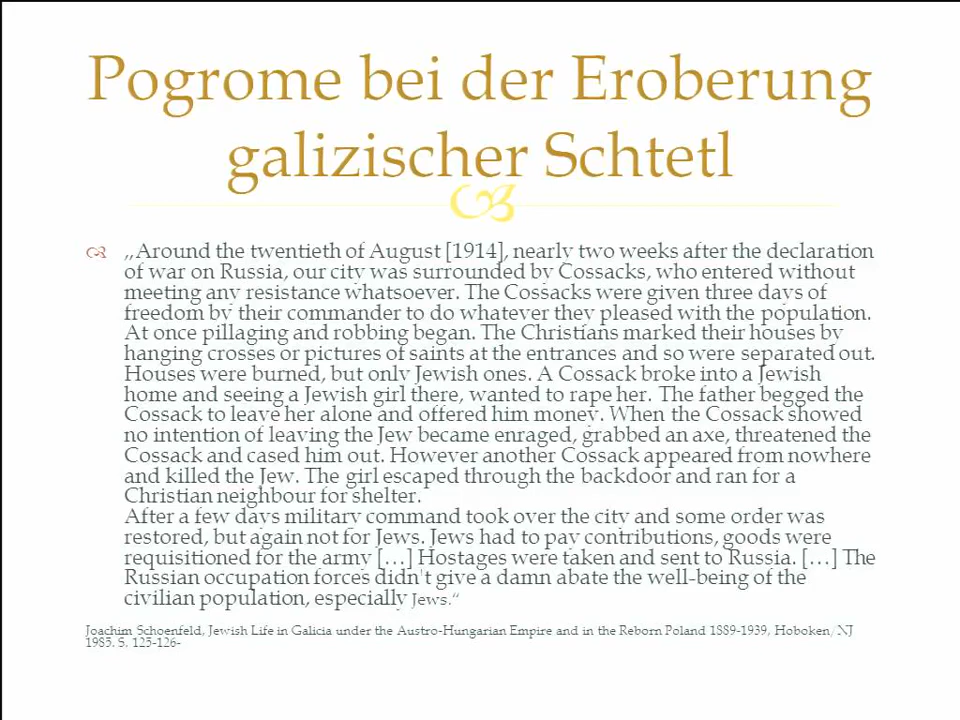 Pogrome bei der Eroberung
galizischer Schtetl
„Around the twentieth of August [1914], nearly two weeks after the declaration
of war on Russia, our city was surrounded by Cossacks, who entered without
meeting any resistance whatsoever. The Cossacks were given three days of
freedom by their commander to do whatever they pleased with the population.
At once pillaging and robbing began. The Christians marked their houses by
hanging crosses or pictures of saints at the entrances and so were separated out.
Houses were burned, but only Jewish ones. A Cossack broke into a Jewish
home and seeing a Jewish girl there, wanted to rape her. The father begged the
Cossack to leave her alone and offered him money. When the Cossack showed
no intention of leaving the Jew became enraged, grabbed an axe, threatened the
Cossack and cased him out. However another Cossack appeared from nowhere
and killed the Jew. The girl escaped through the backdoor and ran for a
Christian neighbour for shelter.
After a few days military command took over the city and some order was
restored, but again not for Jews. Jews had to pay contributions, goods were
requisitioned for the army […] Hostages were taken and sent to Russia. […] The
Russian occupation forces didn't give a damn abate the well-being of the
civilian population, especially Jews.“
Joachim Schoenfeld, Jewish Life in Galicia under the Austro-Hungarian Empire and in the Reborn Poland 1889-1939, Hoboken/NJ
1985. S. 125-126-